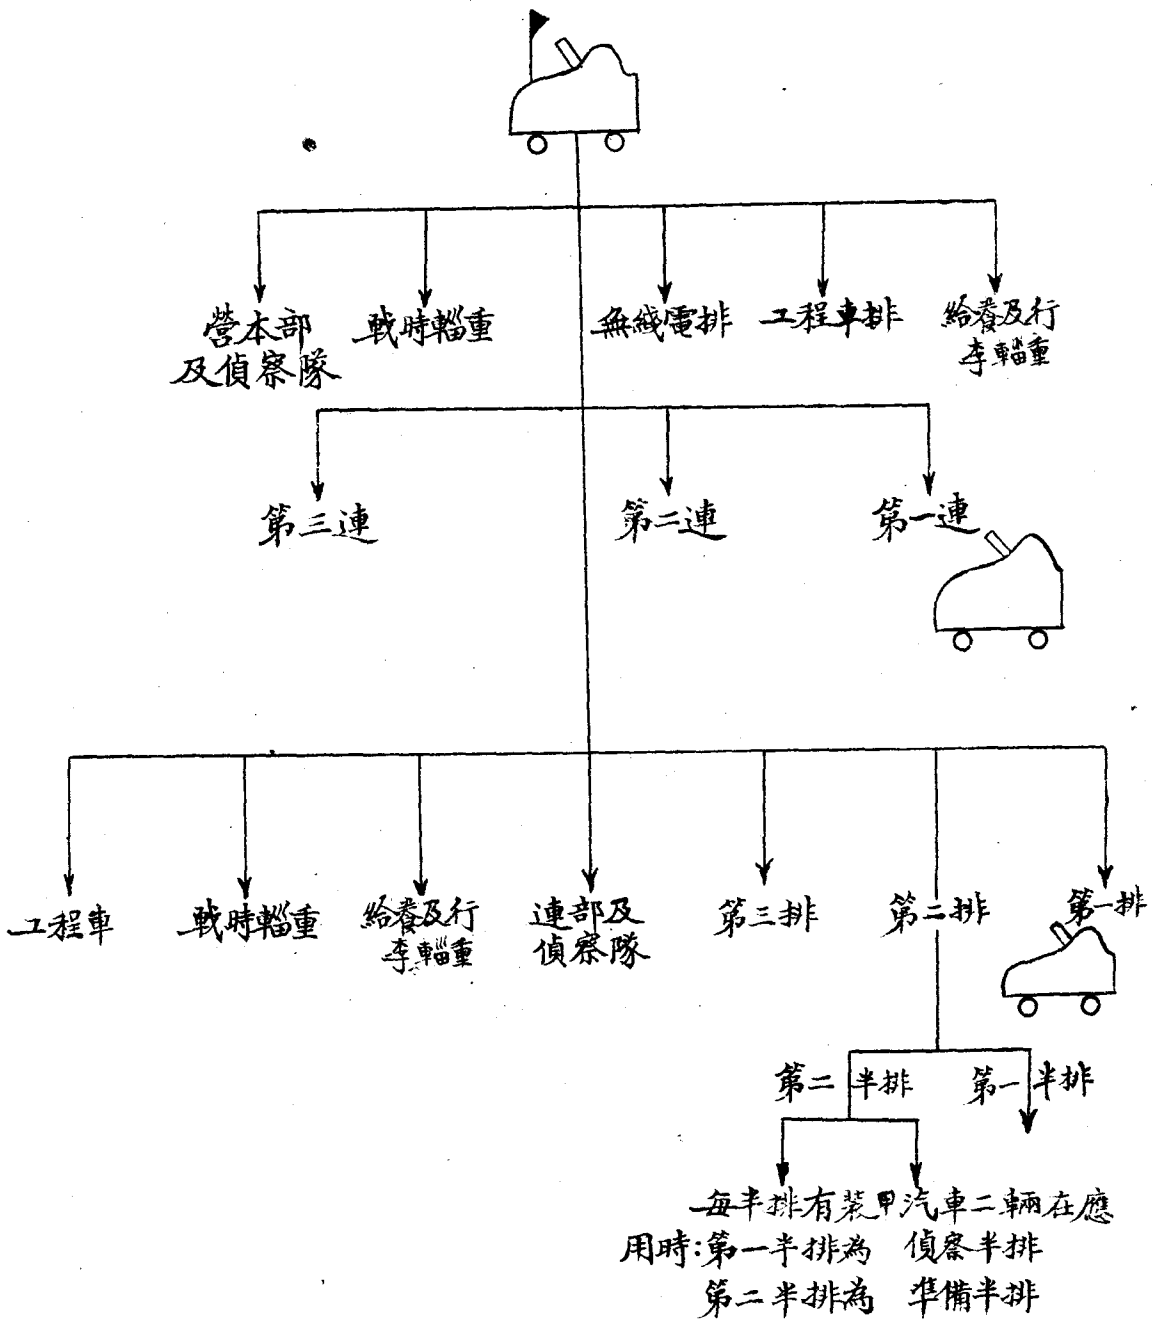 營本部
及偵察隊
戰時輜重
無綫電排
工程車排
給養及行
李輜重
第三連
第二連
第一連
工程車
戰時輜重
給養及行
李輜重
連部及
偵察隊
第三排
第二排
第一排
第二半排
第一半排
每半排有裝甲汽車二輛在應
用時:第一半排為 偵察半排
第二半排為 準備半排